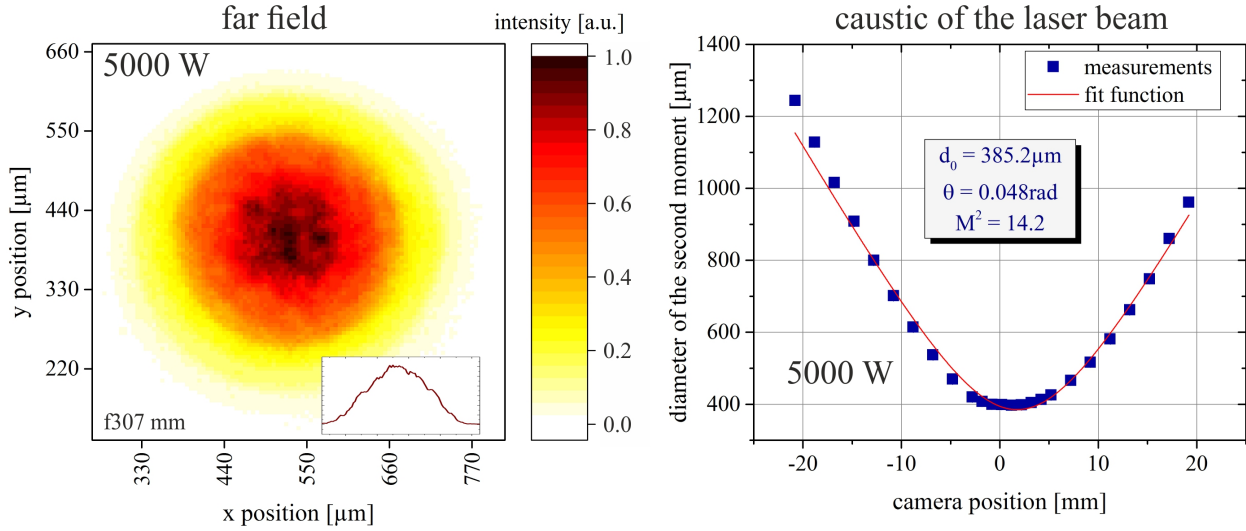 far field
intensity [a.u.]
5000 W
y position [µm]
660
550
440
330
220
f307 mm
330
440
550
660
770
x position [µm]
1.0
0.8
0.6
0.4
0.2
0.0
caustic of the laser beam
diameter of the second moment [µm]
1400
1200
1000
800
600
400
measurements
fit function
d₀ = 385.2µm
θ = 0.048rad
M² = 14.2
5000 W
-20
-10
0
10
20
camera position [mm]